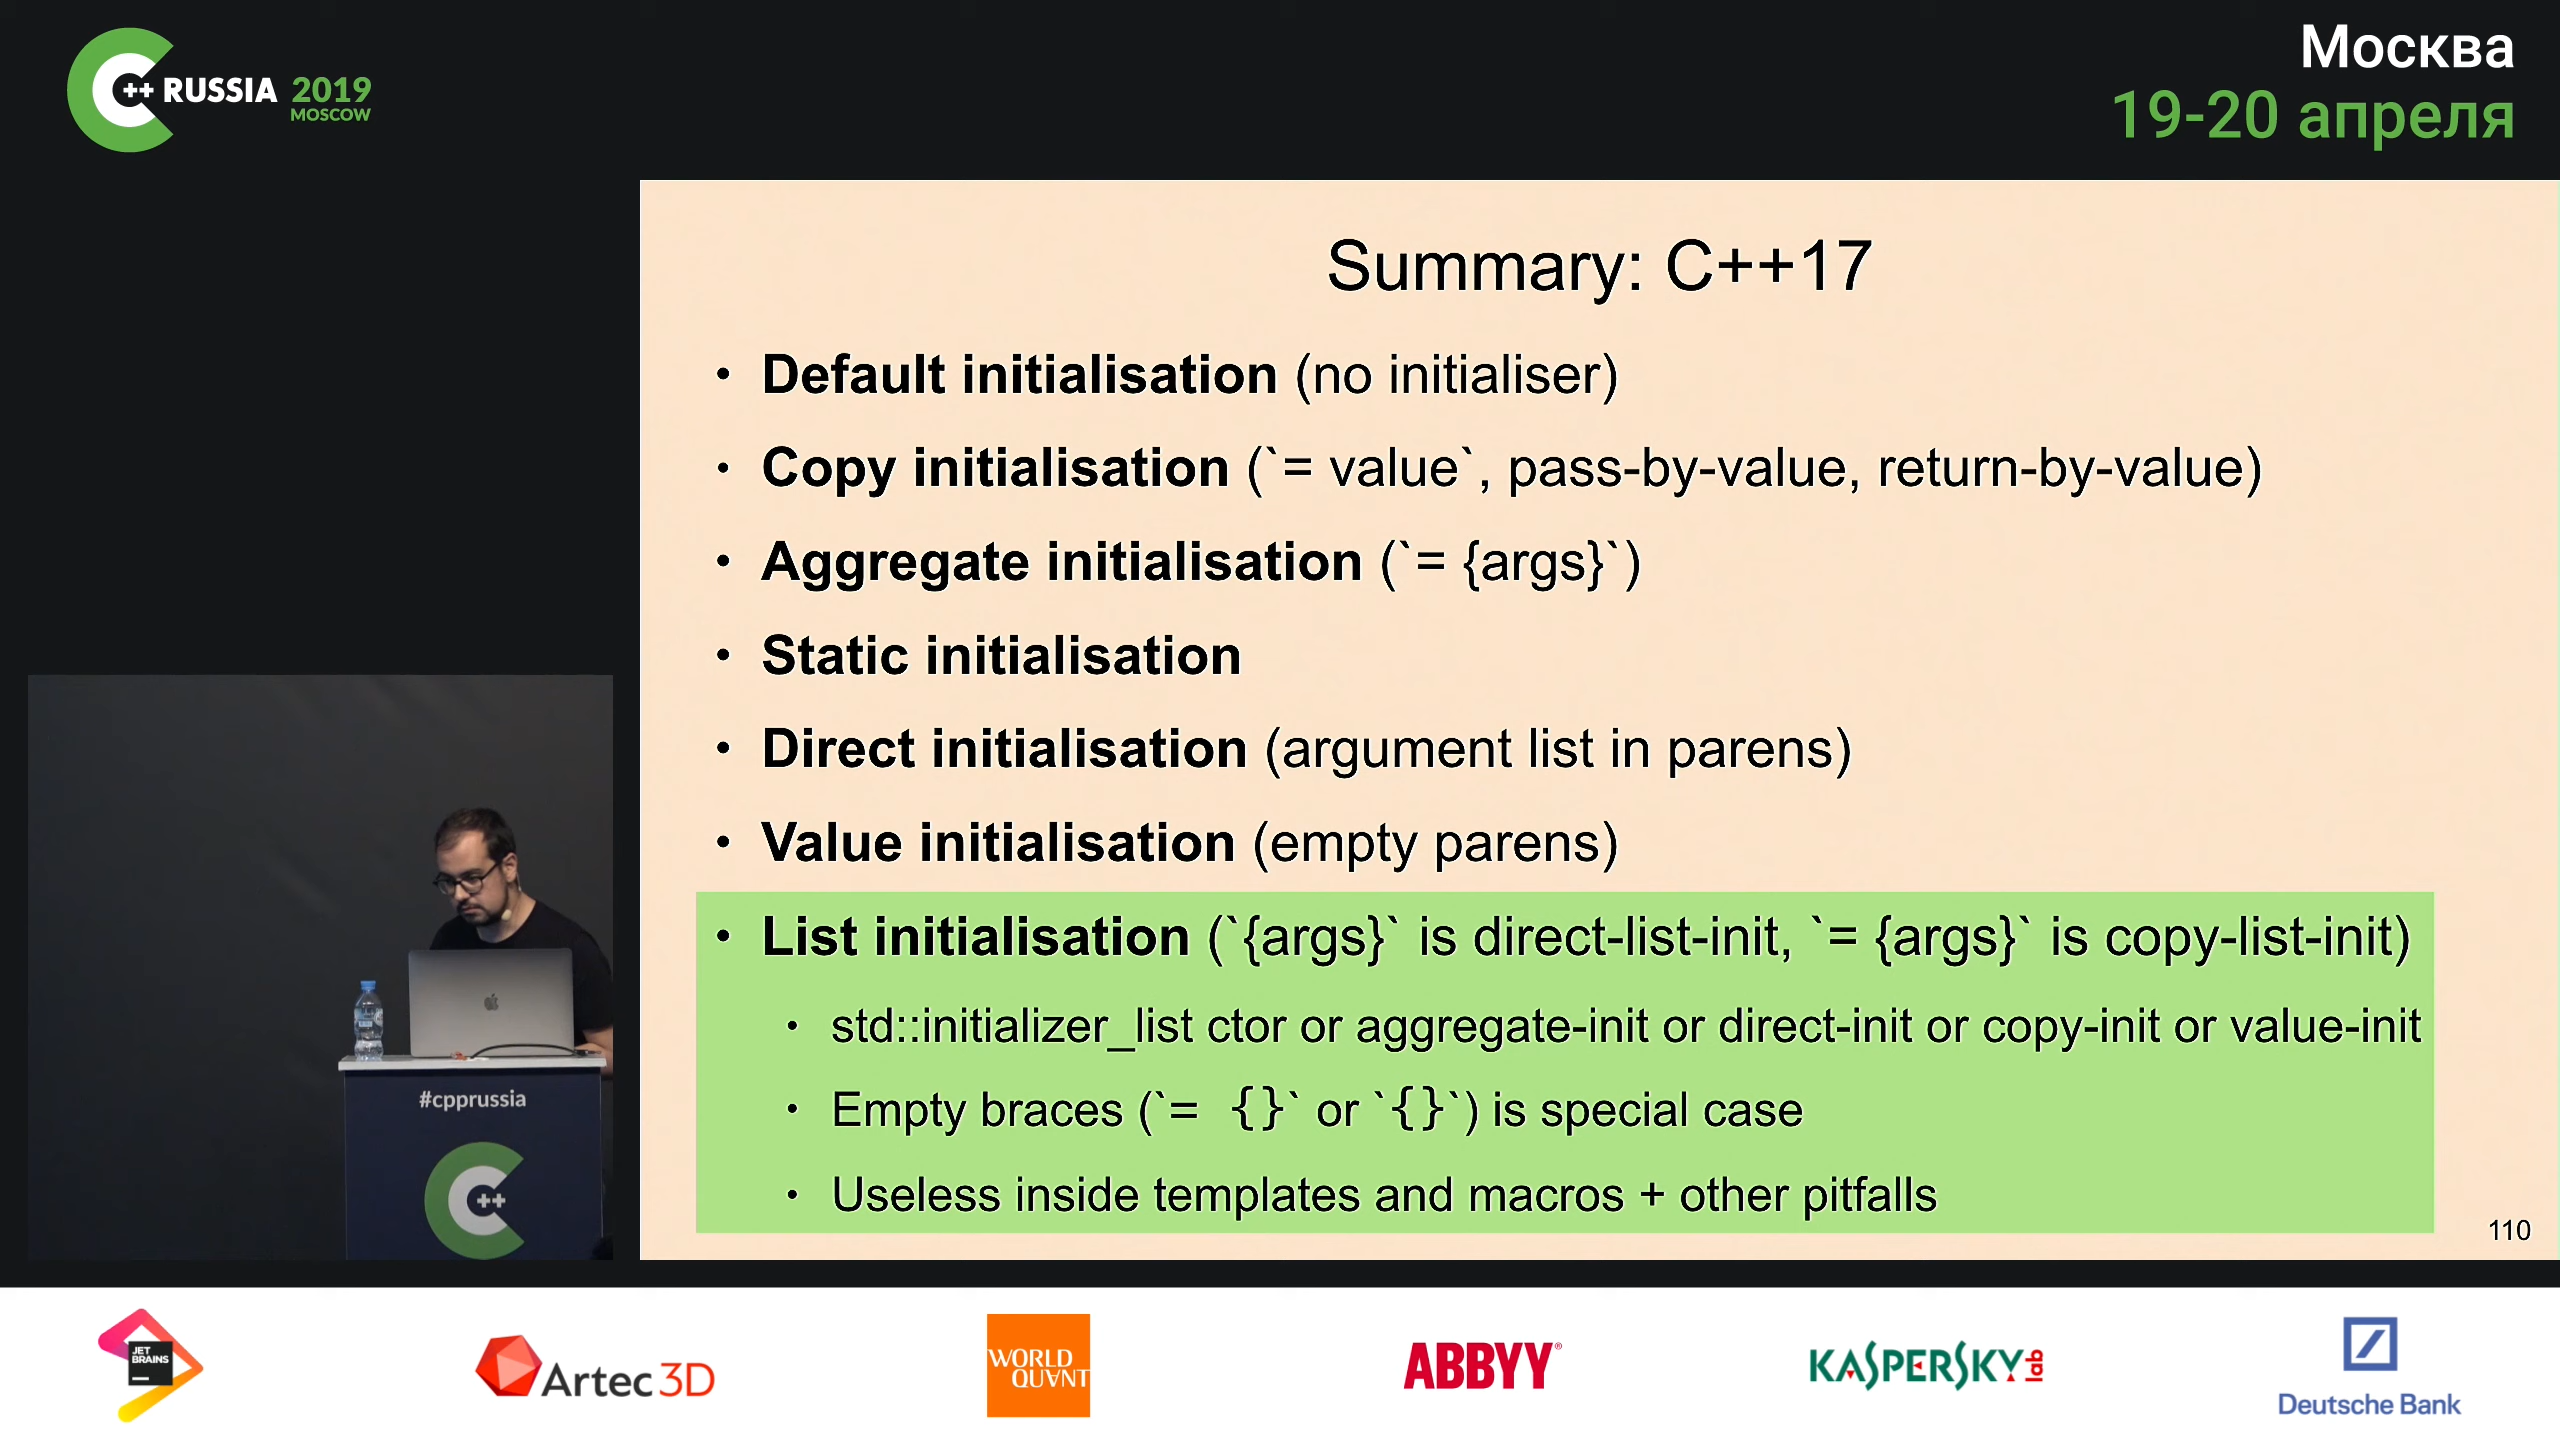 ++ RUSSIA 2019
MOSCOW
Москва
19-20 апреля
Summary: C++17
• Default initialisation (no initialiser)
• Copy initialisation (`= value`, pass-by-value, return-by-value)
• Aggregate initialisation (`= {args}`)
• Static initialisation
• Direct initialisation (argument list in parens)
• Value initialisation (empty parens)
• List initialisation (`{args}` is direct-list-init, `= {args}` is copy-list-init)
• std::initializer_list ctor or aggregate-init or direct-init or copy-init or value-init
• Empty braces (`= {}` or `{}`) is special case
• Useless inside templates and macros + other pitfalls
110
#cpprussia
++
JET
BRAINS
Artec 3D
WORLD
QUANT
ABBYY®
KASPERSKY lab
Deutsche Bank